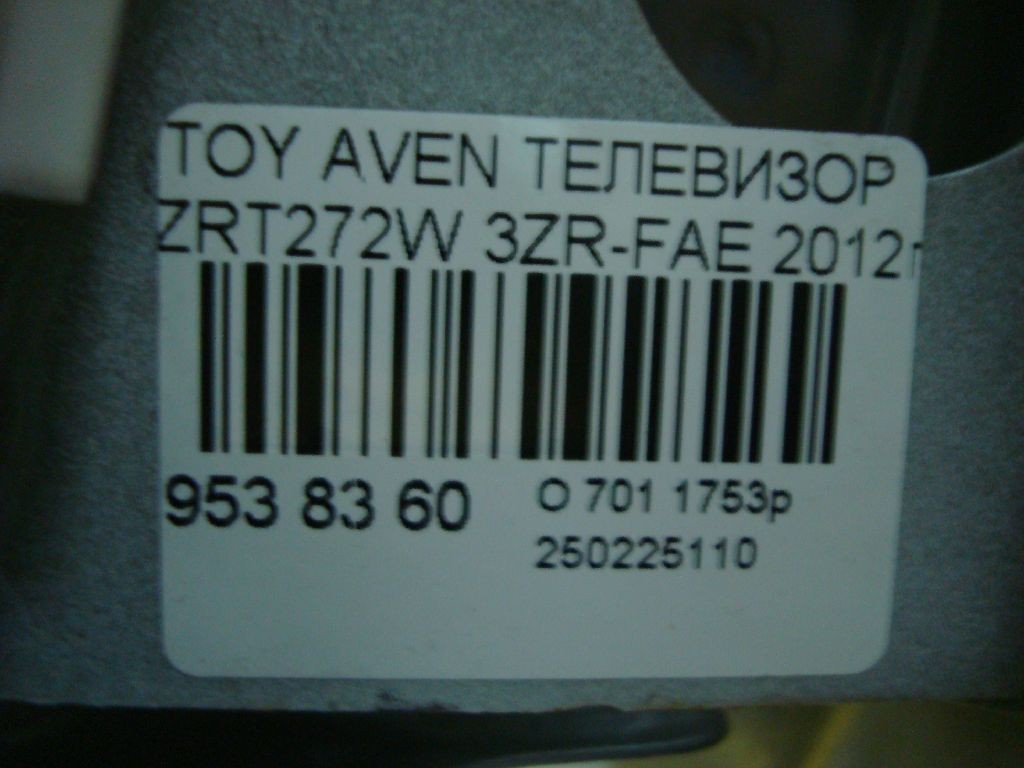 TOY AVEN ТЕЛЕВИЗОР
ZRT272W 3ZR-FAE 2012г
953 83 60
O 701 1753р
250225110